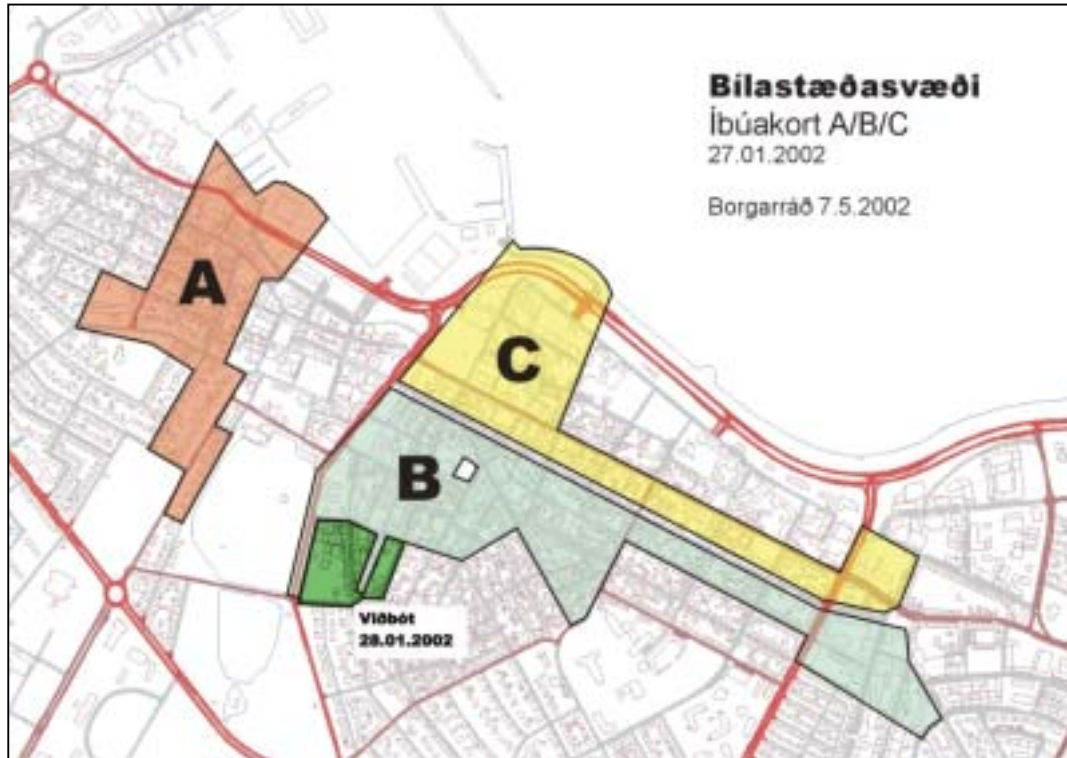 Bílastæðasvæði
Íbúakort A/B/C
27.01.2002
Borgarráð 7.5.2002
A
C
B
Viðbót
28.01.2002